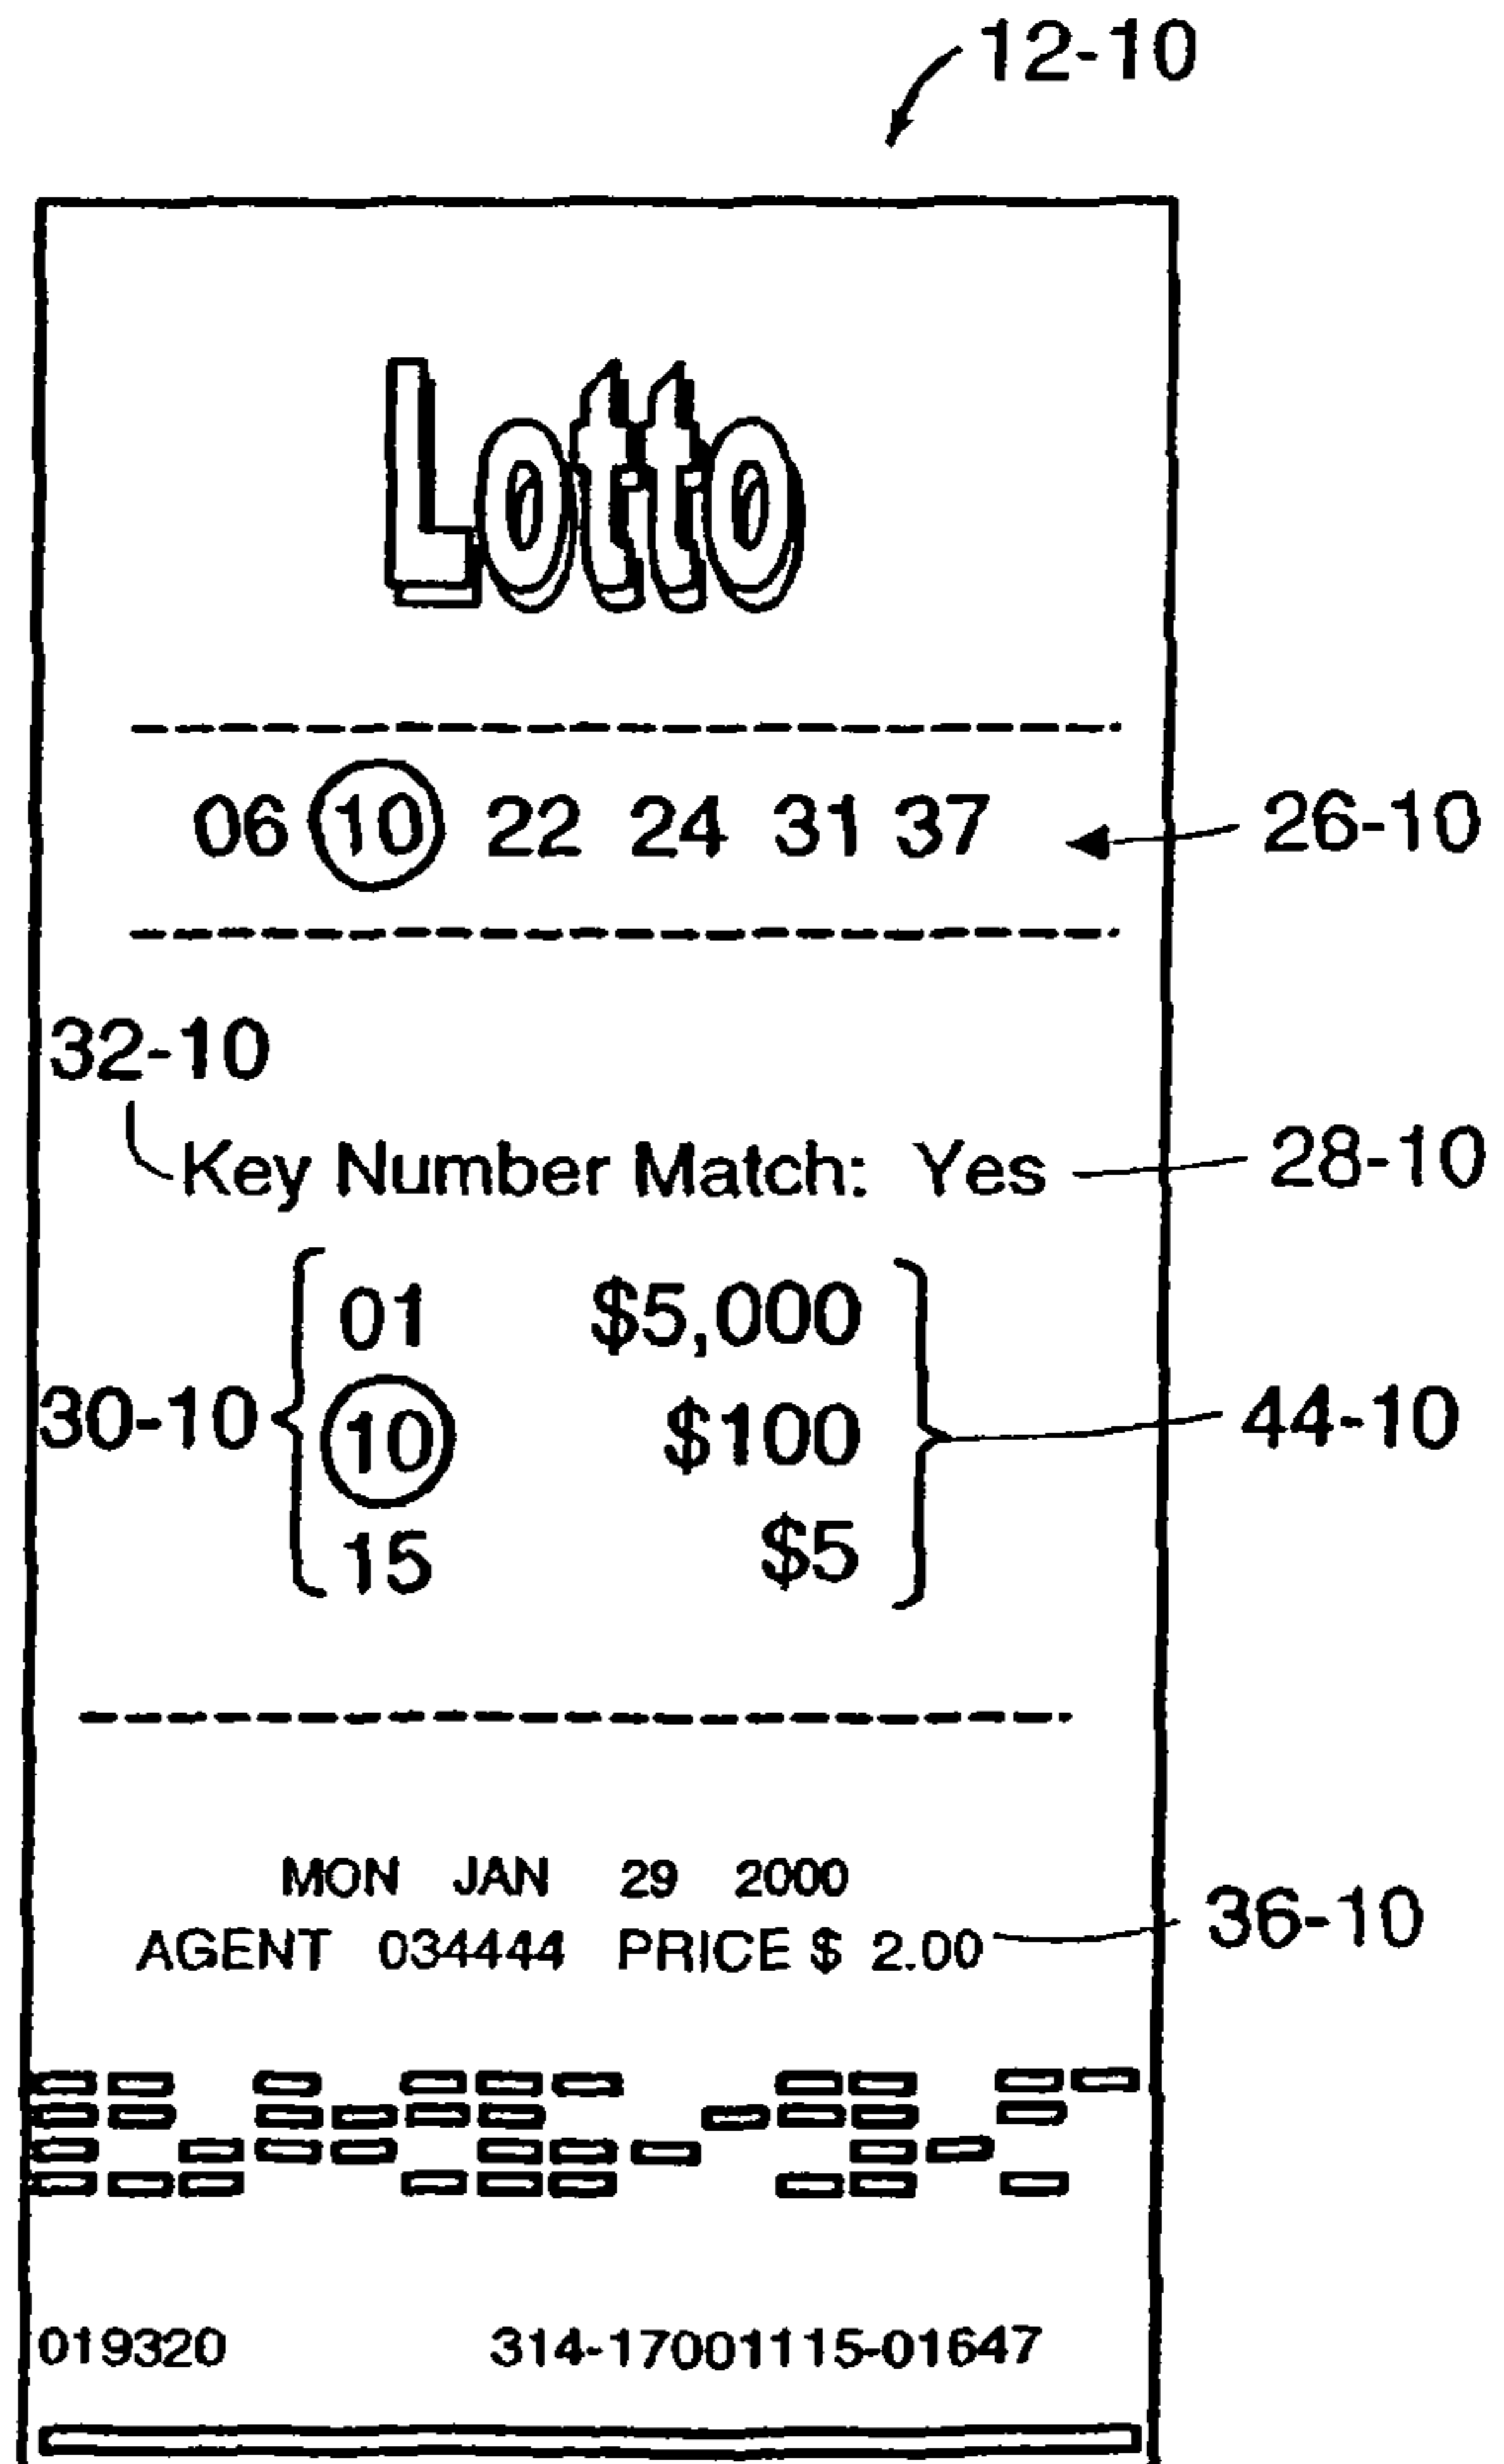 12-10
Lotto
06 10 22 24 31 37 26-10
32-10
Key Number Match: Yes 28-10
01 $5,000
30-10 10 $100 44-10
15 $5
MON JAN 29 2000
AGENT 034444 PRICE $ 2.00 36-10
019320 314-17001115-01647